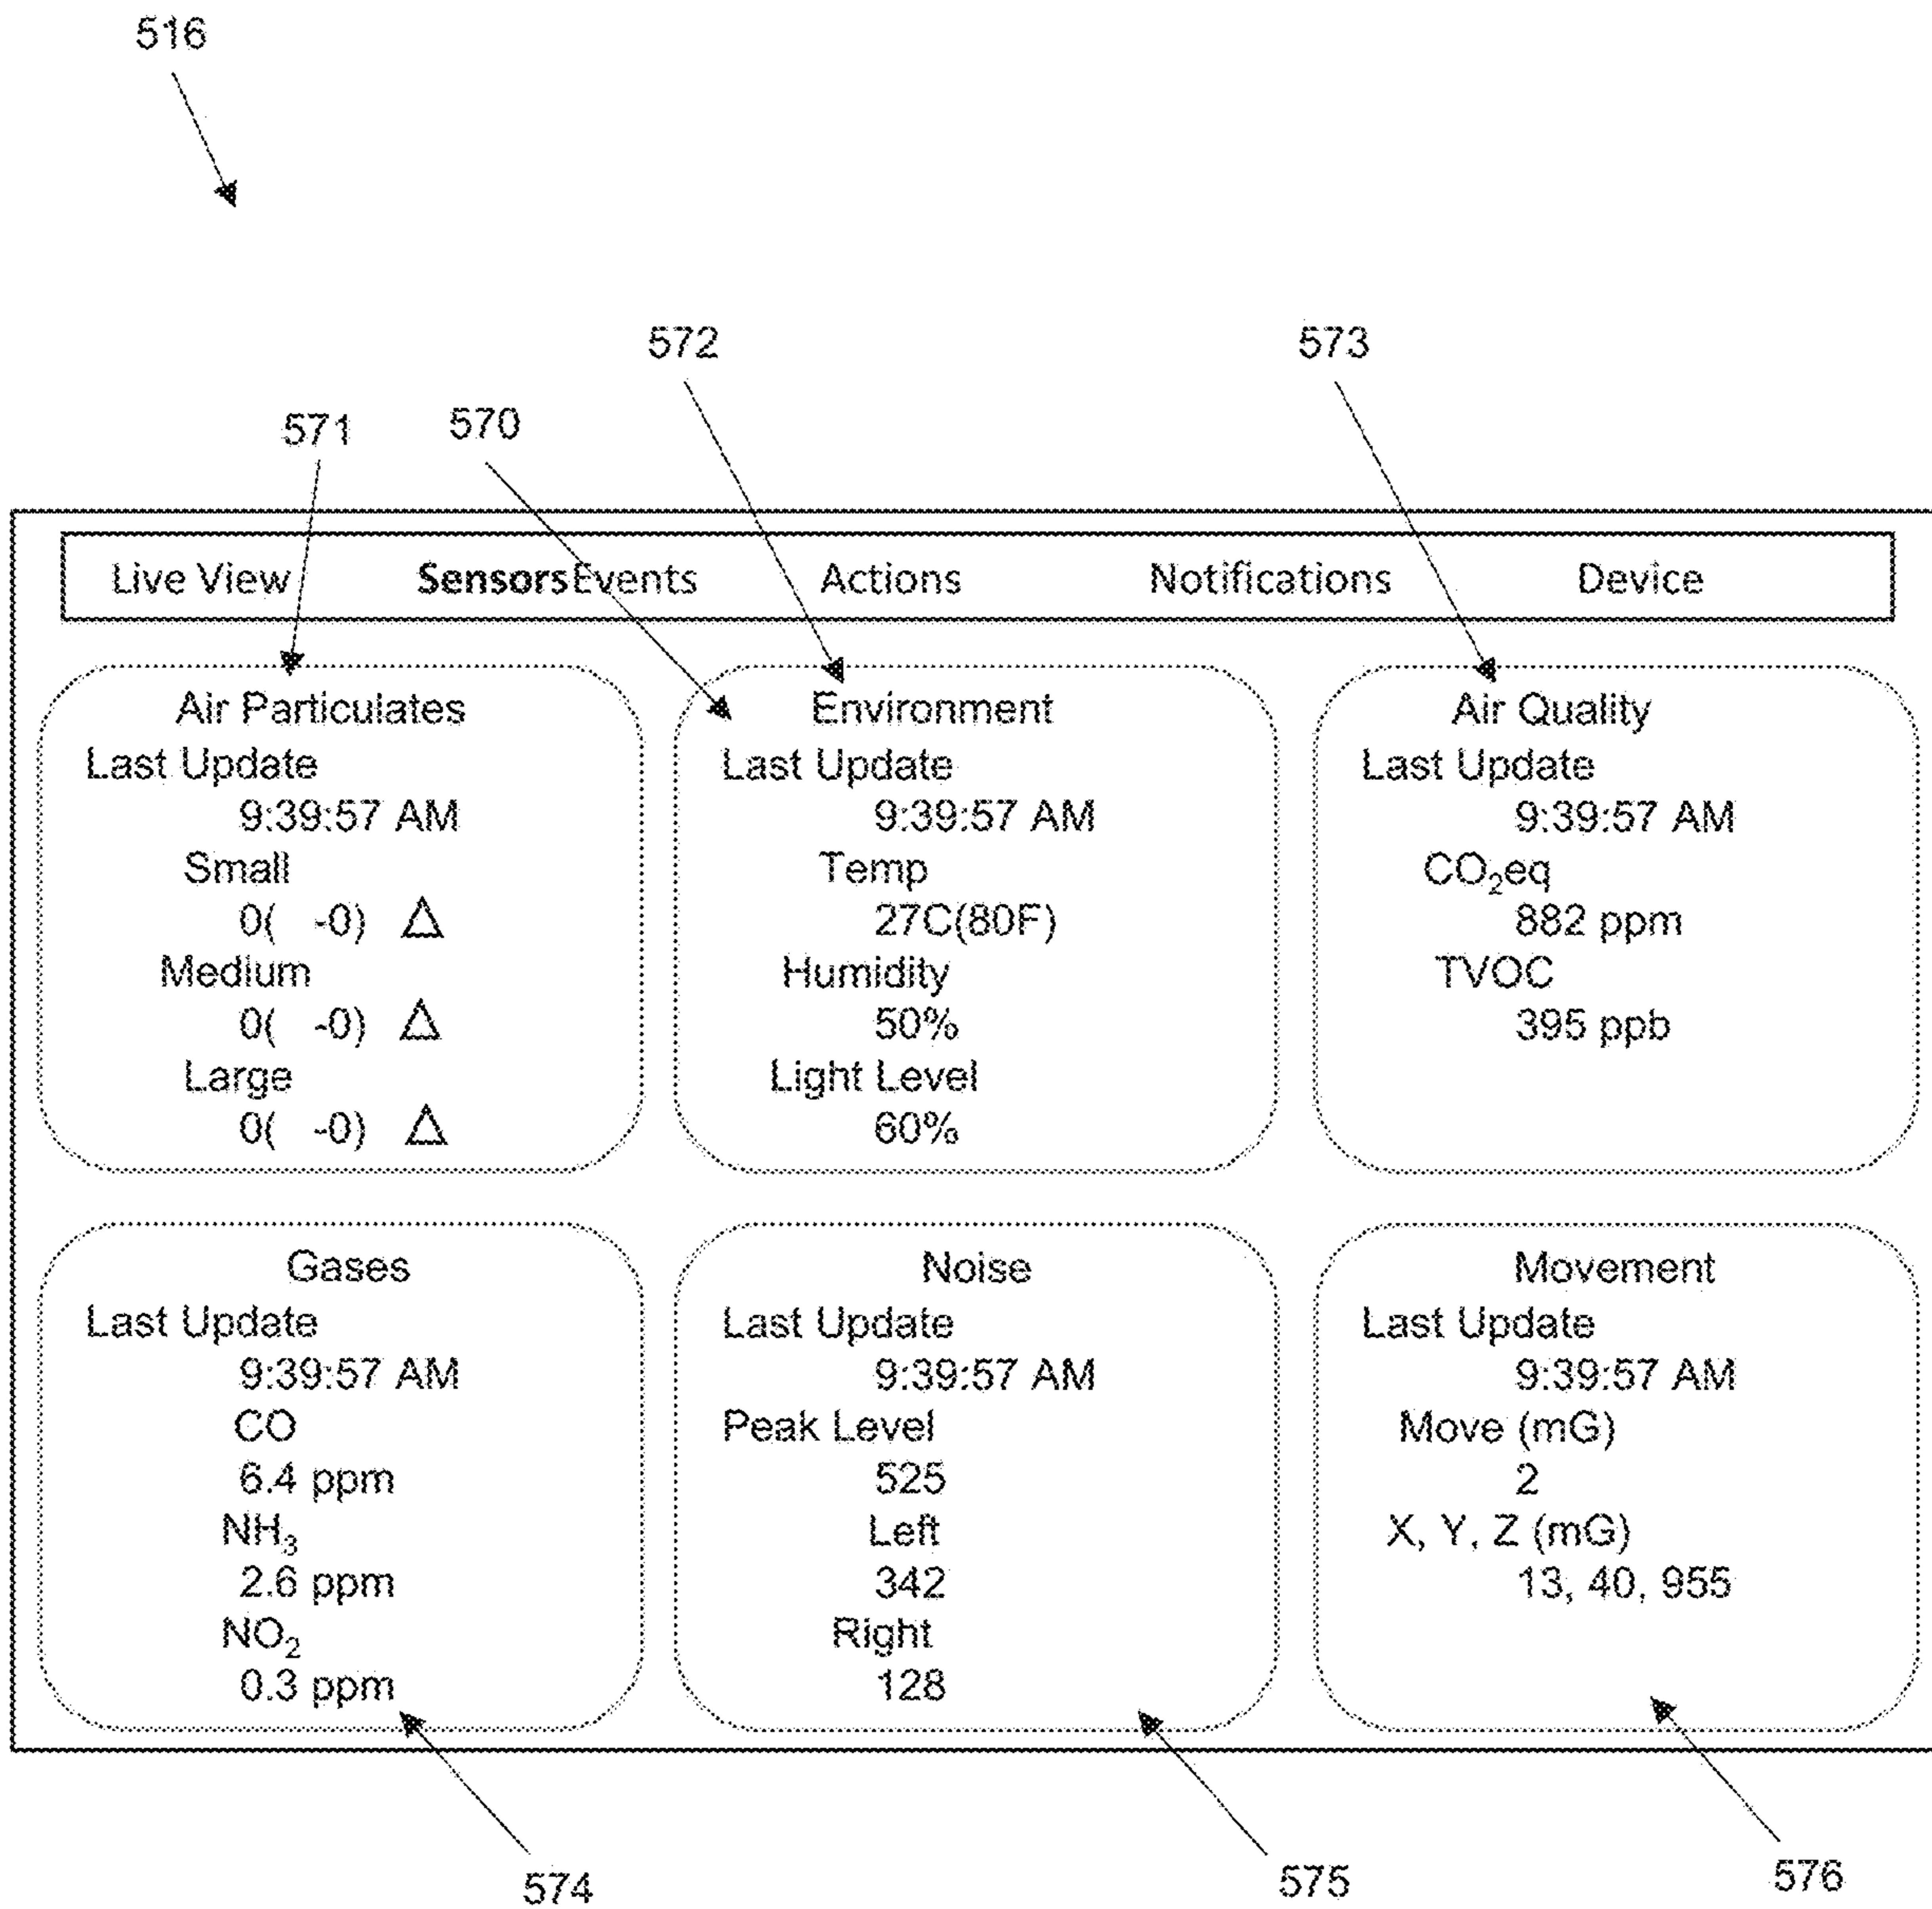 516
572
573
571
570
Live View SensorsEvents Actions Notifications Device
Air Particulates
Last Update
9:39:57 AM
Small
0( -0) △
Medium
0( -0) △
Large
0( -0) △
Environment
Last Update
9:39:57 AM
Temp
27C(80F)
Humidity
50%
Light Level
60%
Air Quality
Last Update
9:39:57 AM
CO₂eq
882 ppm
TVOC
395 ppb
Gases
Last Update
9:39:57 AM
CO
6.4 ppm
NH₃
2.6 ppm
NO₂
0.3 ppm
Noise
Last Update
9:39:57 AM
Peak Level
525
Left
342
Right
128
Movement
Last Update
9:39:57 AM
Move (mG)
2
X, Y, Z (mG)
13, 40, 955
574
575
576